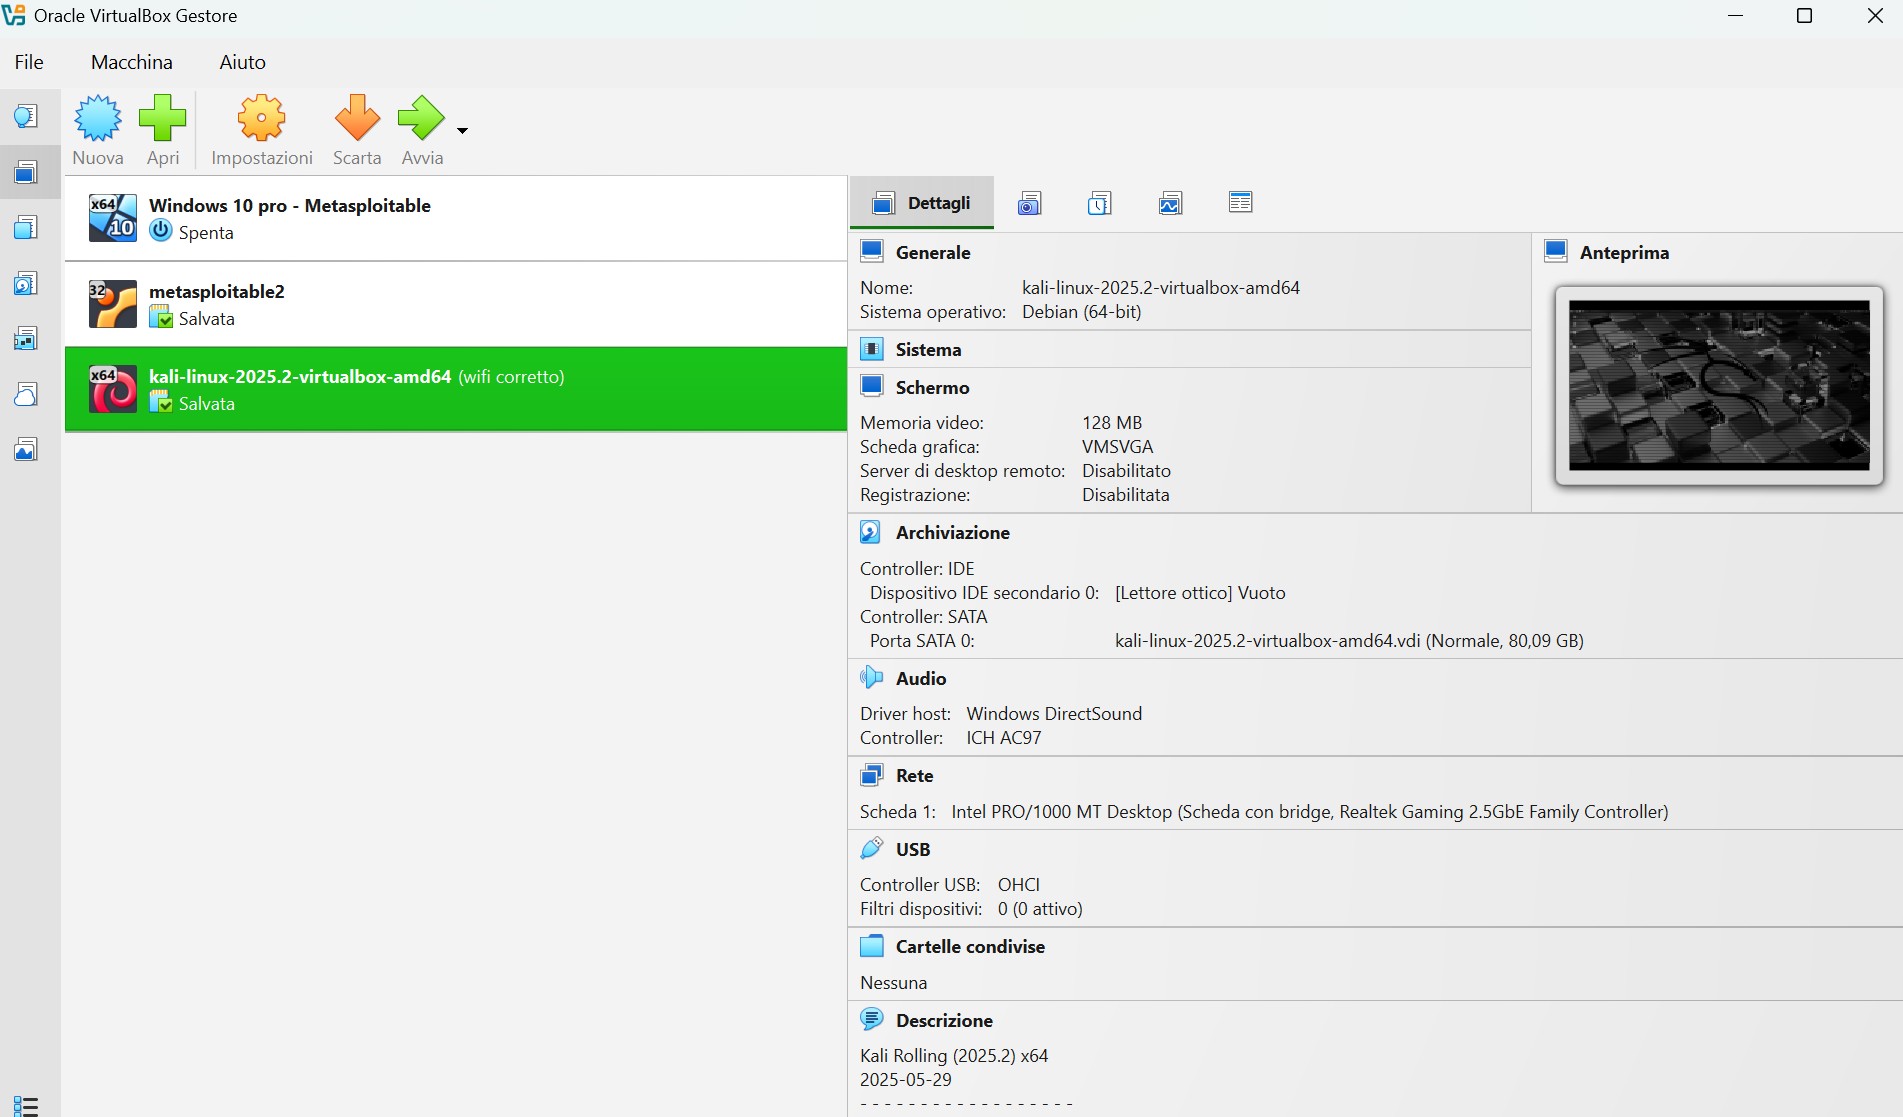 Oracle VirtualBox Gestore
File Macchina Aiuto
Nuova Apri Impostazioni Scarta Avvia
x64 10 Windows 10 pro - Metasploitable
Spenta
32 metasploitable2
Salvata
x64 kali-linux-2025.2-virtualbox-amd64 (wifi corretto)
Salvata
Dettagli
Generale
Nome: kali-linux-2025.2-virtualbox-amd64
Sistema operativo: Debian (64-bit)
Sistema
Schermo
Memoria video: 128 MB
Scheda grafica: VMSVGA
Server di desktop remoto: Disabilitato
Registrazione: Disabilitata
Anteprima
Archiviazione
Controller: IDE
Dispositivo IDE secondario 0: [Lettore ottico] Vuoto
Controller: SATA
Porta SATA 0: kali-linux-2025.2-virtualbox-amd64.vdi (Normale, 80,09 GB)
Audio
Driver host: Windows DirectSound
Controller: ICH AC97
Rete
Scheda 1: Intel PRO/1000 MT Desktop (Scheda con bridge, Realtek Gaming 2.5GbE Family Controller)
USB
Controller USB: OHCI
Filtri dispositivi: 0 (0 attivo)
Cartelle condivise
Nessuna
Descrizione
Kali Rolling (2025.2) x64
2025-05-29
- - - - - - - - - - - - - - - - - -